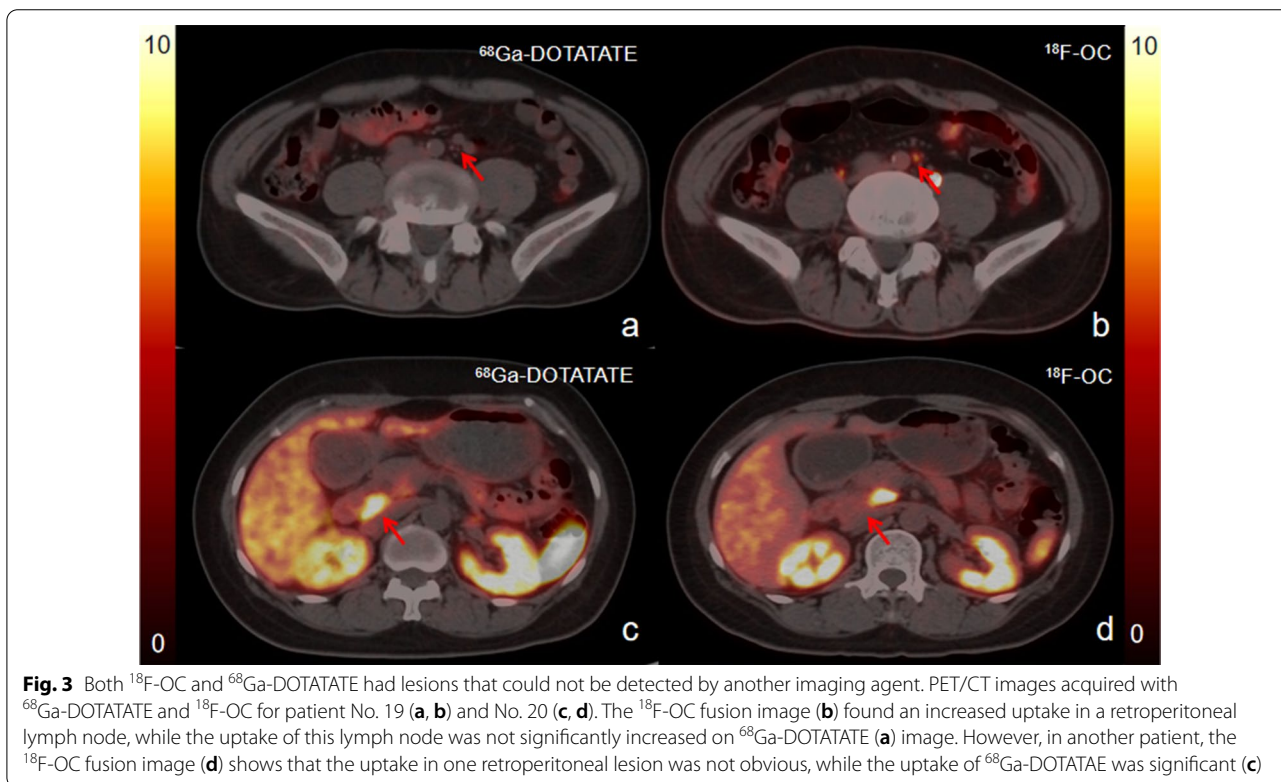 10
⁶⁸Ga-DOTATATE
¹⁸F-OC
10
a
b
⁶⁸Ga-DOTATATE
¹⁸F-OC
0
c
d
0
Fig. 3 Both ¹⁸F-OC and ⁶⁸Ga-DOTATATE had lesions that could not be detected by another imaging agent. PET/CT images acquired with
⁶⁸Ga-DOTATATE and ¹⁸F-OC for patient No. 19 (a, b) and No. 20 (c, d). The ¹⁸F-OC fusion image (b) found an increased uptake in a retroperitoneal
lymph node, while the uptake of this lymph node was not significantly increased on ⁶⁸Ga-DOTATATE (a) image. However, in another patient, the
¹⁸F-OC fusion image (d) shows that the uptake in one retroperitoneal lesion was not obvious, while the uptake of ⁶⁸Ga-DOTATAE was significant (c)